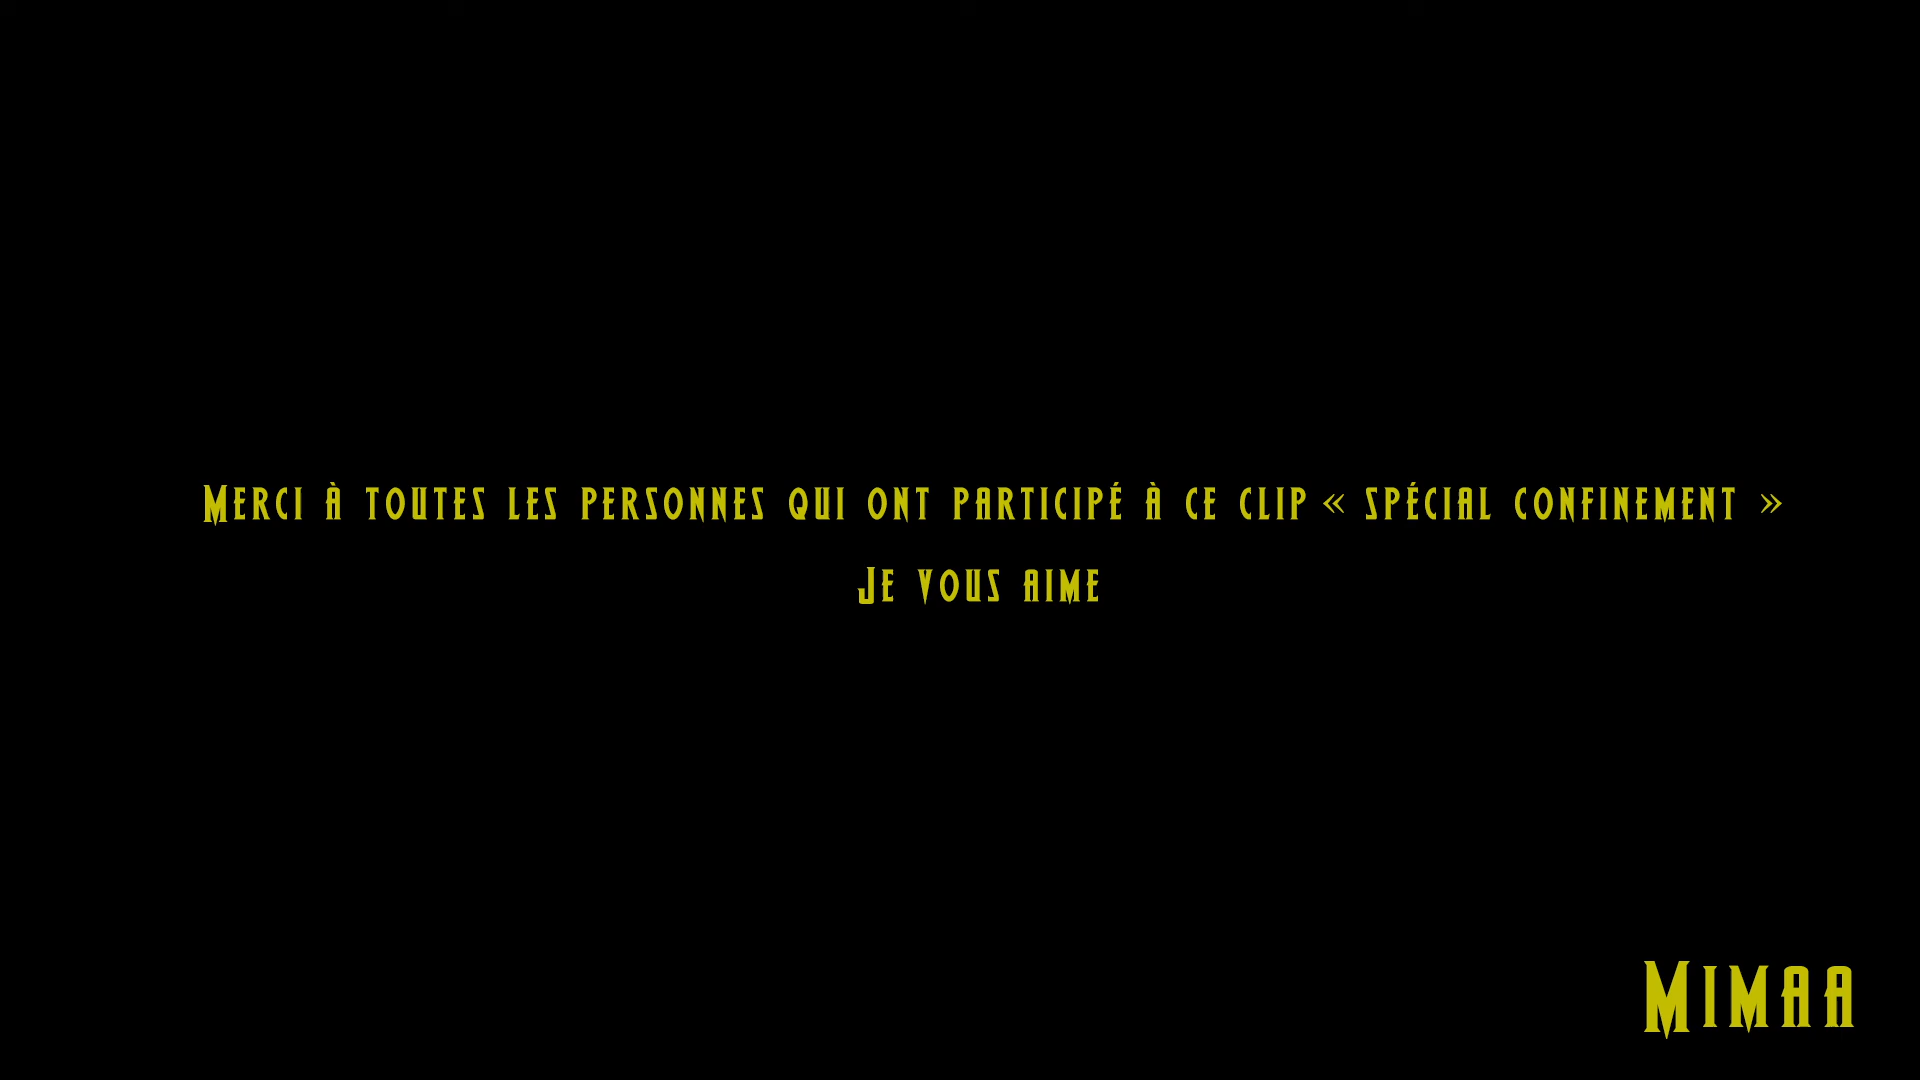 Merci à toutes les personnes qui ont participé à ce clip « spécial confinement »
Je vous aime
Mimaa